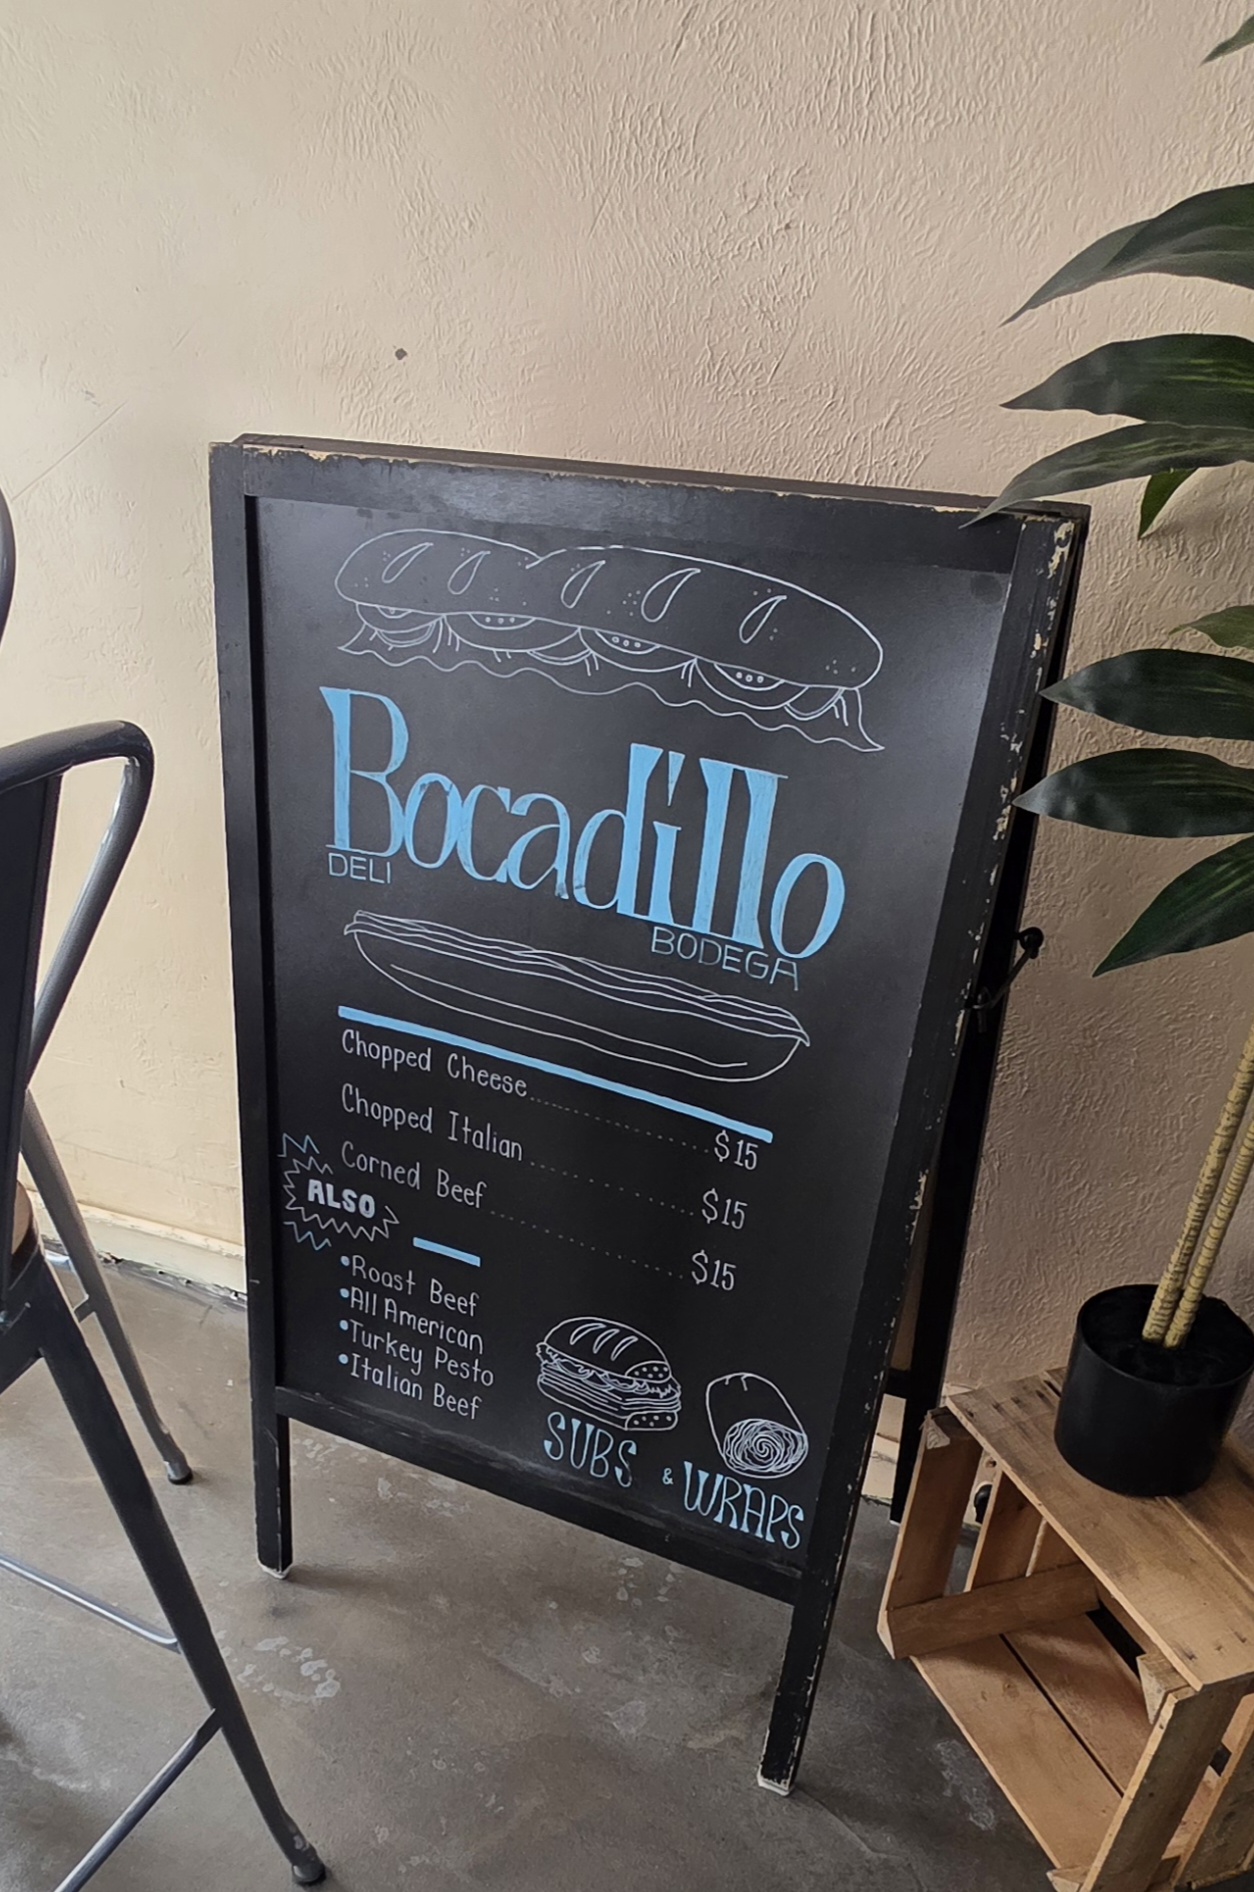 Bocadillo
DELI
BODEGA
Chopped Cheese..............$15
Chopped Italian..............$15
Corned Beef..............$15
ALSO
•Roast Beef
•All American
•Turkey Pesto
•Italian Beef
SUBS & WRAPS